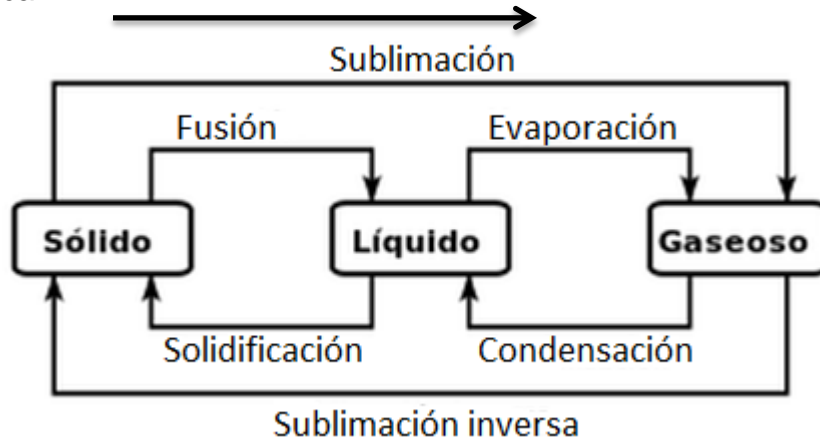 Sublimación
Fusión Evaporación
Sólido Líquido Gaseoso
Solidificación Condensación
Sublimación inversa